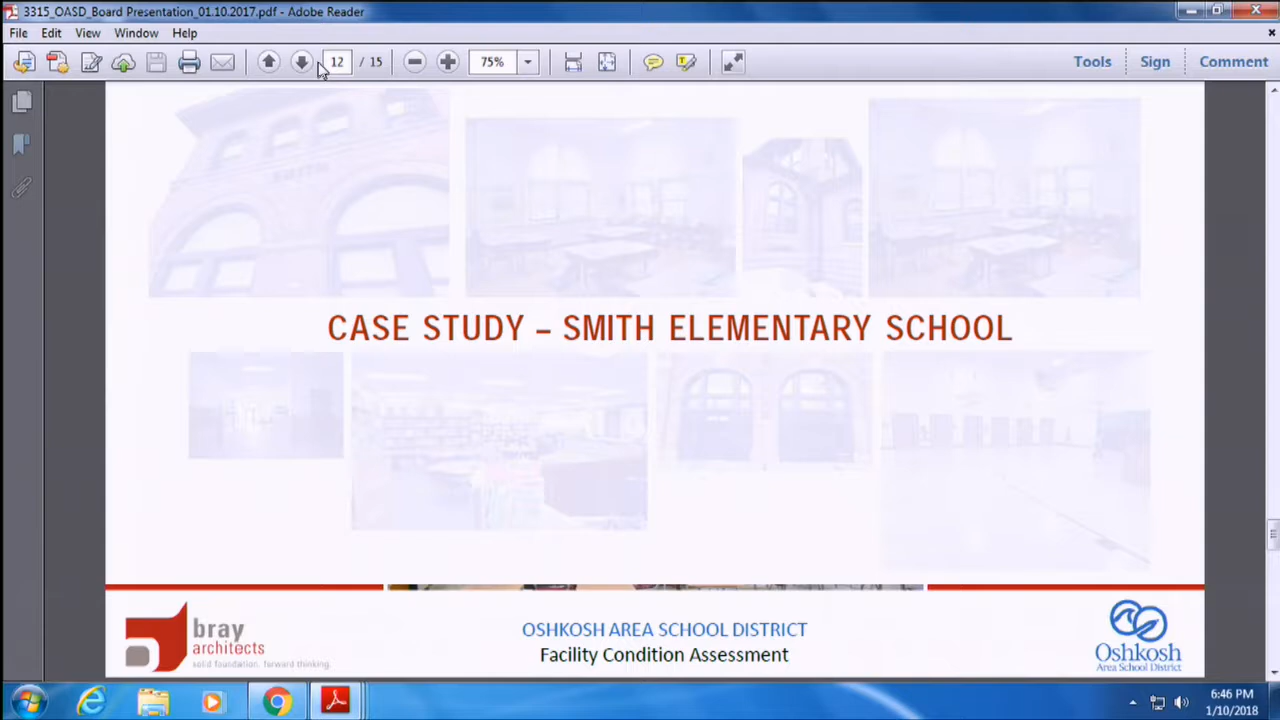 3315_OASD_Board Presentation_01.10.2017.pdf - Adobe Reader
File Edit View Window Help
12 / 15 75% Tools Sign Comment
CASE STUDY – SMITH ELEMENTARY SCHOOL
bray
architects
solid foundation. forward thinking.
OSHKOSH AREA SCHOOL DISTRICT
Facility Condition Assessment
Oshkosh
Area School District
6:46 PM
1/10/2018